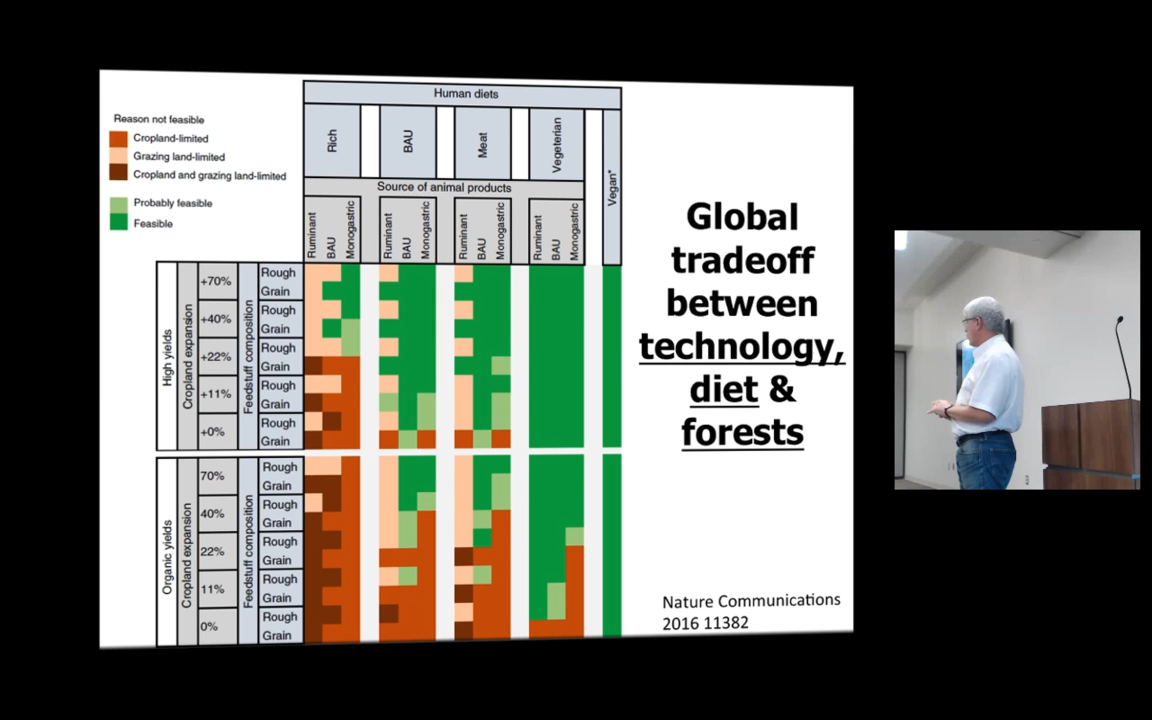 Human diets
Reason not feasible
Cropland-limited
Grazing land-limited
Cropland and grazing land-limited
Probably feasible
Feasible
Rich
BAU
Meat
Vegeterian
Vegan*
Source of animal products
Ruminant
BAU
Monogastric
Ruminant
BAU
Monogastric
Ruminant
BAU
Monogastric
Ruminant
BAU
Monogastric
High yields
Cropland expansion
Feedstuff composition
+70%
Rough
Grain
+40%
Rough
Grain
+22%
Rough
Grain
+11%
Rough
Grain
+0%
Rough
Grain
Organic yields
Cropland expansion
Feedstuff composition
70%
Rough
Grain
40%
Rough
Grain
22%
Rough
Grain
11%
Rough
Grain
0%
Rough
Grain
Global
tradeoff
between
technology,
diet &
forests
Nature Communications
2016 11382